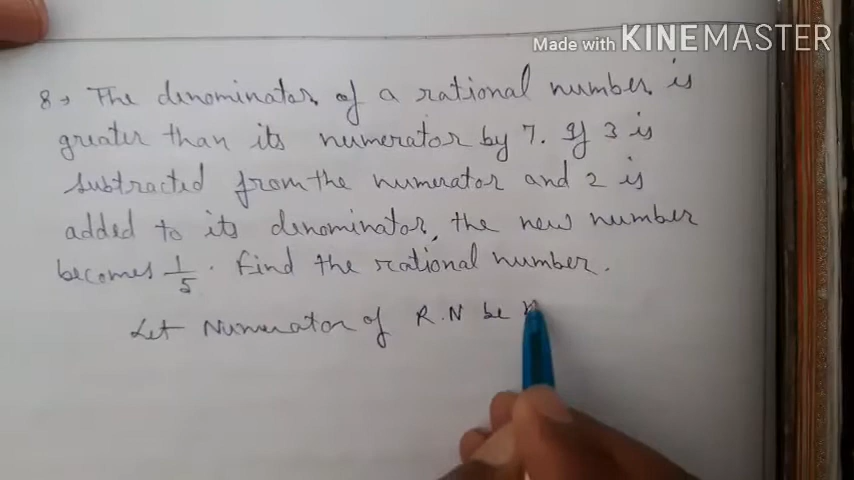 Made with KINEMASTER
8→ The denominator of a rational number is
greater than its numerator by 7. If 3 is
subtracted from the numerator and 2 is
added to its denominator, the new number
becomes 1/5. Find the rational number.
Let Numerator of R.N be